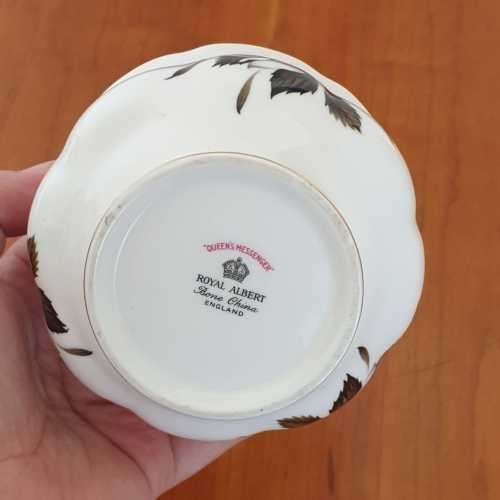 "QUEEN'S MESSENGER"
ROYAL ALBERT
Bone China
ENGLAND